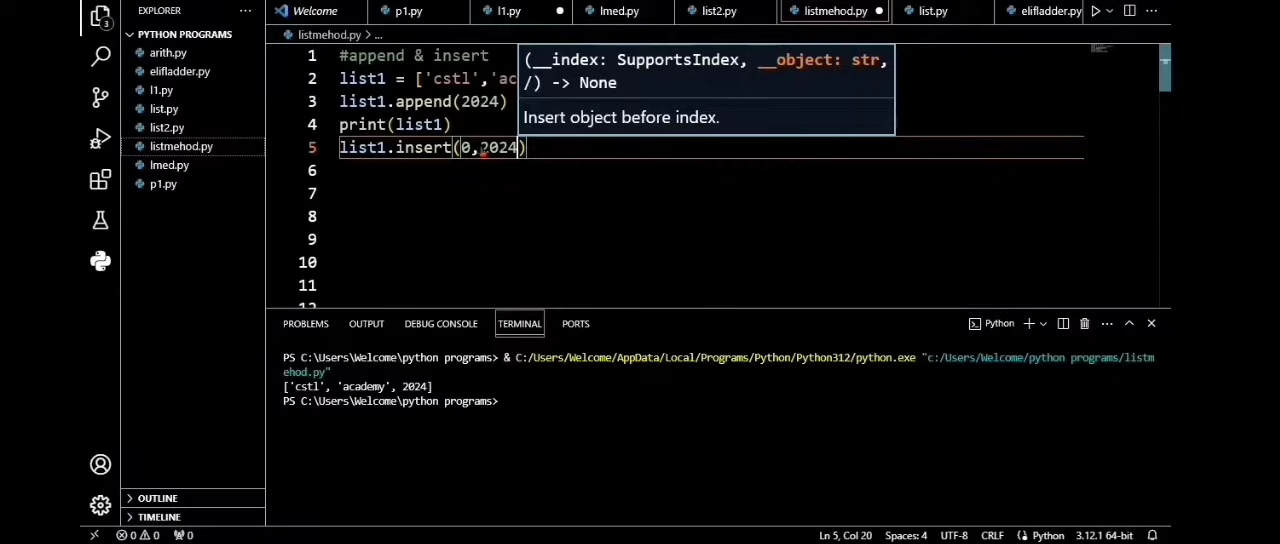 3
EXPLORER ...
PYTHON PROGRAMS
arith.py
elifladder.py
l1.py
list.py
list2.py
listmehod.py
lmed.py
p1.py
OUTLINE
TIMELINE
Welcome p1.py l1.py lmed.py list2.py listmehod.py list.py elifladder.py ...
listmehod.py > ...
1 #append & insert
2 list1 = ['cstl','ac
3 list1.append(2024)
4 print(list1)
5 list1.insert(0,2024)
6
7
8
9
10
11
12
(__index: SupportsIndex, __object: str,
/) -> None
Insert object before index.
PROBLEMS OUTPUT DEBUG CONSOLE TERMINAL PORTS Python ...
PS C:\Users\Welcome\python programs> & C:/Users/Welcome/AppData/Local/Programs/Python/Python312/python.exe "c:/Users/Welcome/python programs/listm
ehod.py"
['cstl', 'academy', 2024]
PS C:\Users\Welcome\python programs>
0 0 0 Ln 5, Col 20 Spaces: 4 UTF-8 CRLF Python 3.12.1 64-bit